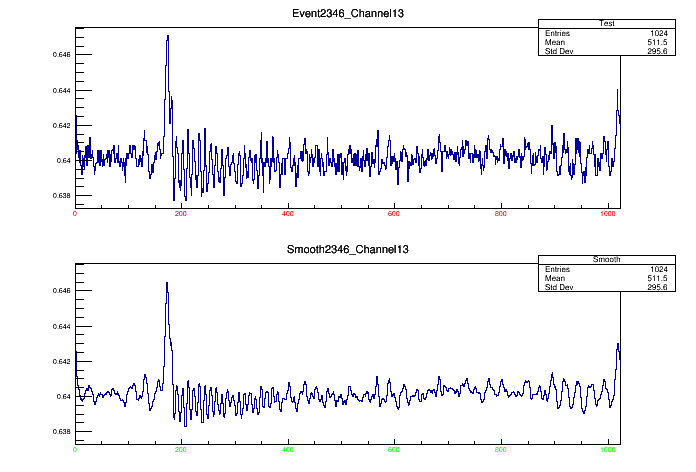 Event2346_Channel13
Test
Entries 1024
Mean 511.5
Std Dev 295.6
0.646
0.644
0.642
0.64
0.638
0 200 400 600 800 1000
Smooth2346_Channel13
Smooth
Entries 1024
Mean 511.5
Std Dev 295.6
0.646
0.644
0.642
0.64
0.638
0 200 400 600 800 1000